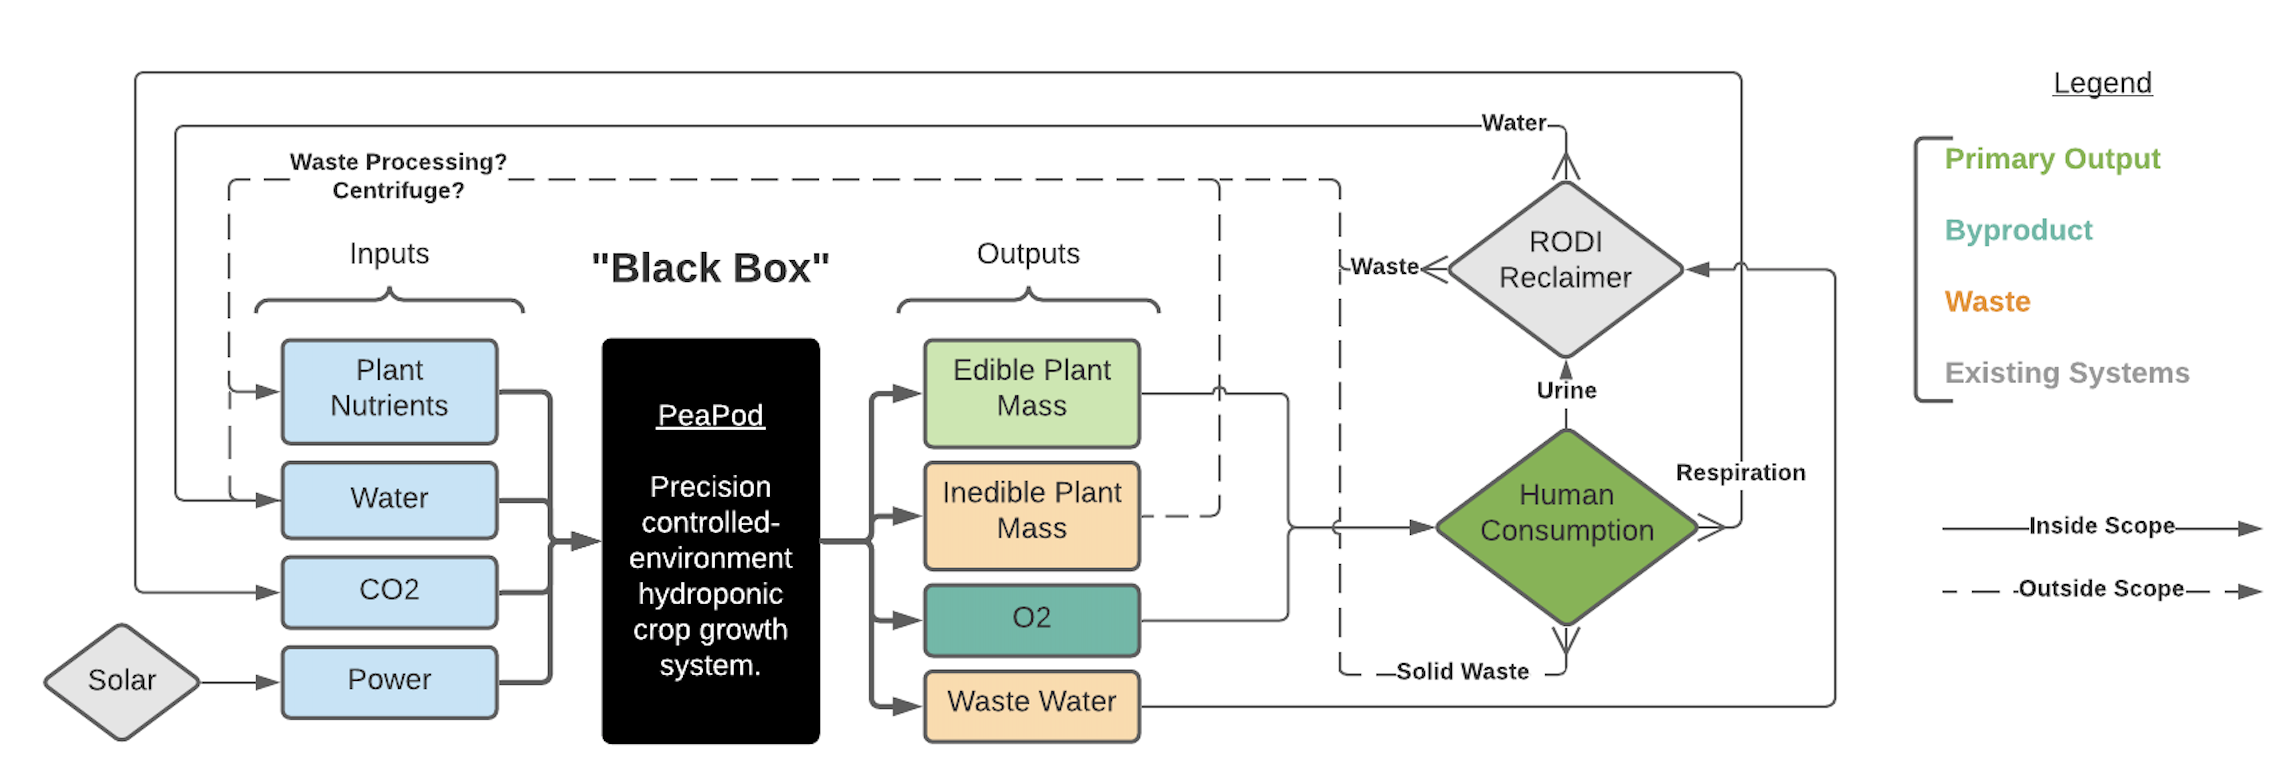 Legend
Primary Output
Byproduct
Waste
Existing Systems
Inside Scope
Outside Scope
Water
Waste Processing?
Centrifuge?
Inputs
"Black Box"
Outputs
Plant
Nutrients
Water
CO2
Power
Solar
PeaPod
Precision
controlled-
environment
hydroponic
crop growth
system.
Edible Plant
Mass
Inedible Plant
Mass
O2
Waste Water
Waste
RODI
Reclaimer
Urine
Human
Consumption
Respiration
Solid Waste